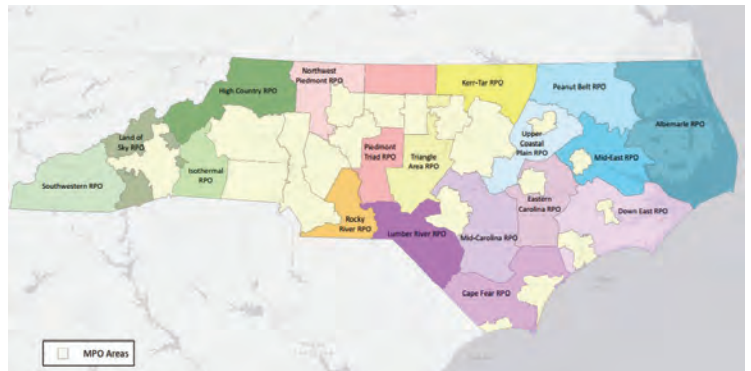 Northwest
Piedmont RPO
Kerr-Tar RPO
Peanut Belt RPO
High Country RPO
Albemarle RPO
Land of
Sky RPO
Upper
Coastal
Plain RPO
Piedmont
Triad RPO
Triangle
Area RPO
Mid-East RPO
Isothermal
RPO
Southwestern RPO
Eastern
Carolina RPO
Down East RPO
Rocky
River RPO
Lumber River RPO
Mid-Carolina RPO
Cape Fear RPO
MPO Areas